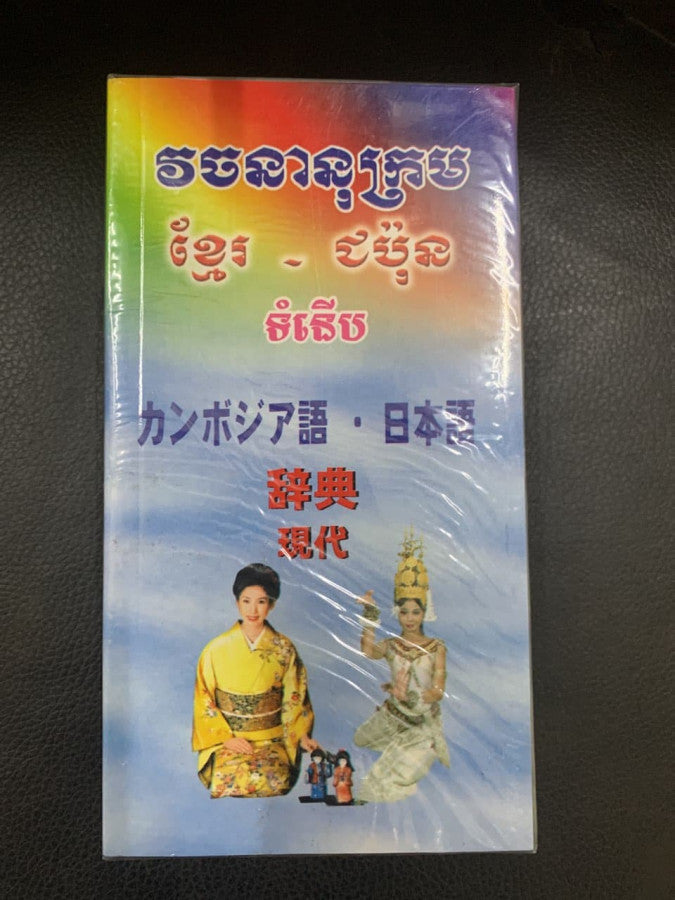 វចនានុក្រម
ខ្មែរ - ជប៉ុន
ទំនើប
カンボジア語・日本語
辞典
現代